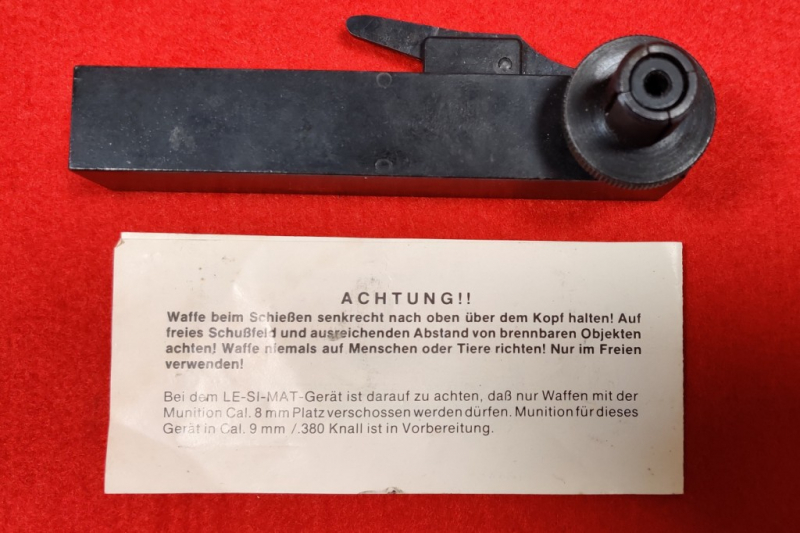 ACHTUNG!!
Waffe beim Schießen senkrecht nach oben über dem Kopf halten! Auf
freies Schußfeld und ausreichenden Abstand von brennbaren Objekten
achten! Waffe niemals auf Menschen oder Tiere richten! Nur im Freien
verwenden!
Bei dem LE-SI-MAT-Gerät ist darauf zu achten, daß nur Waffen mit der
Munition Cal. 8 mm Platz verschossen werden dürfen. Munition für dieses
Gerät in Cal. 9 mm /.380 Knall ist in Vorbereitung.